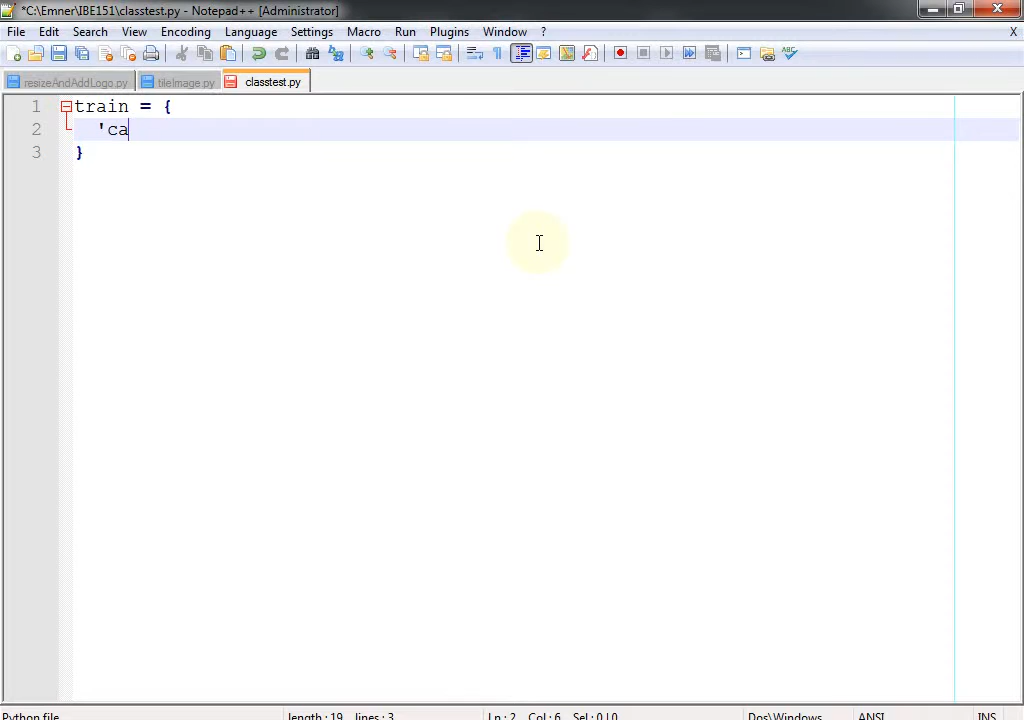 *C:\Emner\IBE151\classtest.py - Notepad++ [Administrator]
File Edit Search View Encoding Language Settings Macro Run Plugins Window ? X
resizeAndAddLogo.py tileImage.py classtest.py
1 train = {
2 'ca
3 }
Python file length : 19 lines : 3 Ln : 2 Col : 6 Sel : 0 | 0 Dos\Windows ANSI INS